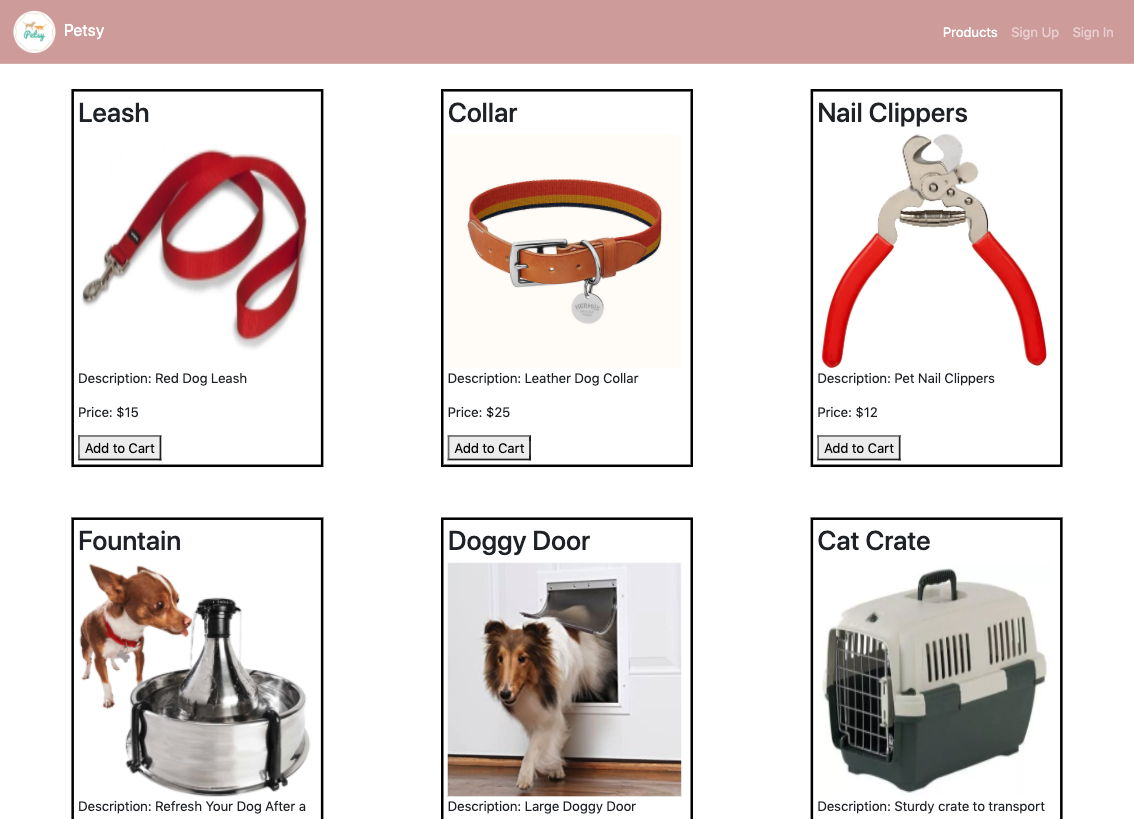 Petsy
Petsy
Products Sign Up Sign In
Leash
Collar
Nail Clippers
HERMES
Description: Red Dog Leash
Description: Leather Dog Collar
Description: Pet Nail Clippers
Price: $15
Price: $25
Price: $12
Add to Cart
Add to Cart
Add to Cart
Fountain
Doggy Door
Cat Crate
Description: Refresh Your Dog After a
Description: Large Doggy Door
Description: Sturdy crate to transport